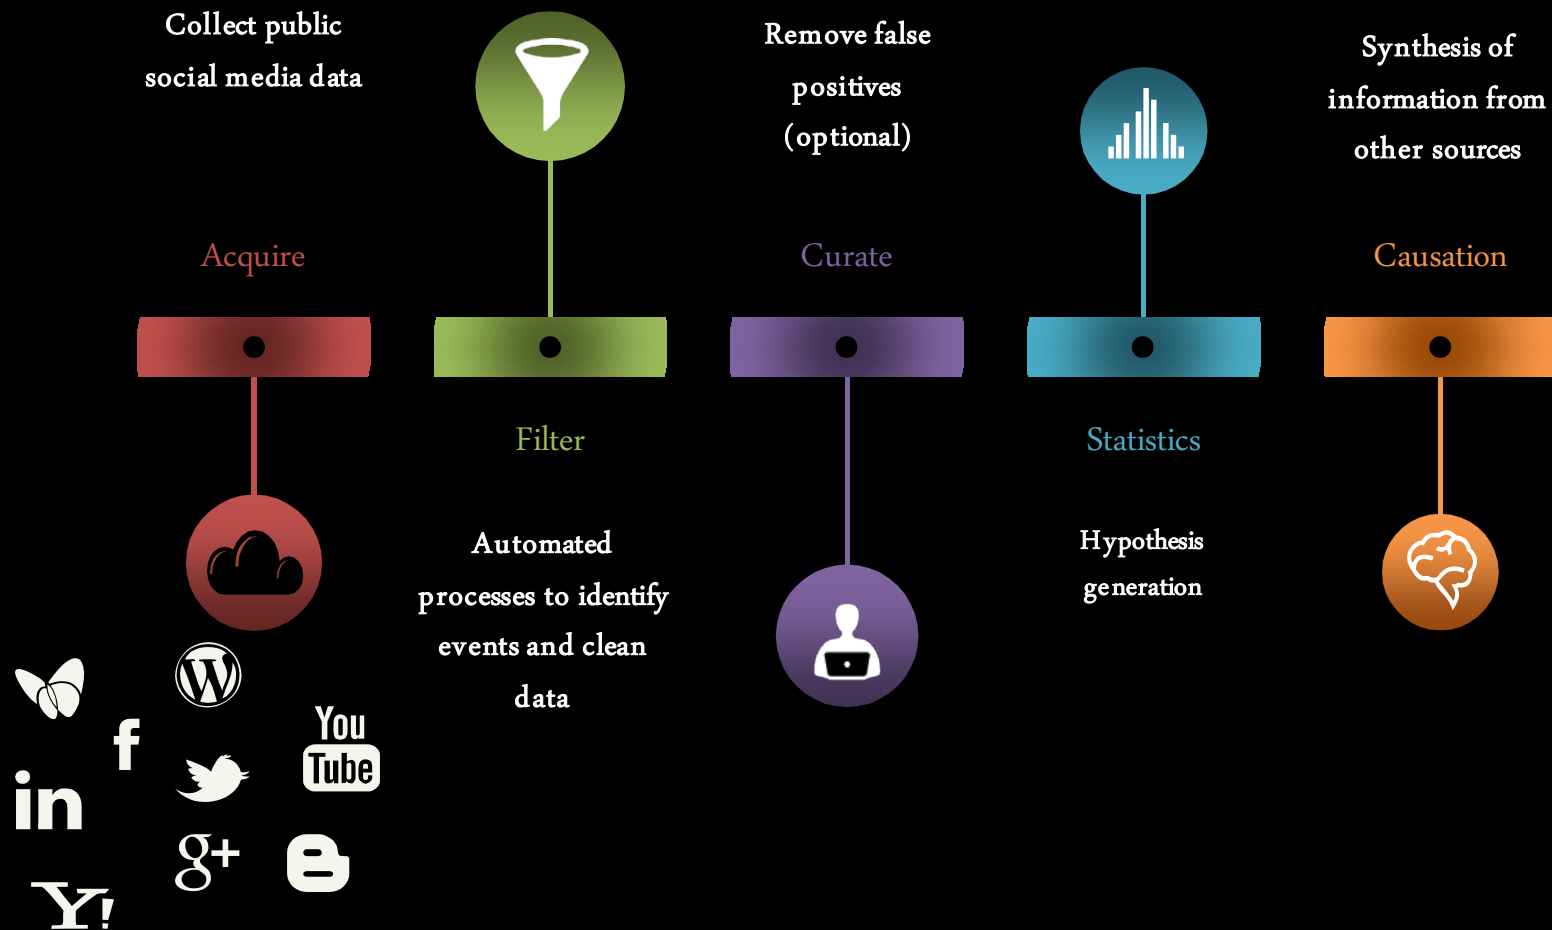 Collect public
social media data
Acquire
Filter
Automated
processes to identify
events and clean
data
Remove false
positives
(optional)
Curate
Statistics
Hypothesis
generation
Synthesis of
information from
other sources
Causation
f
You
Tube
in
g+
Y!